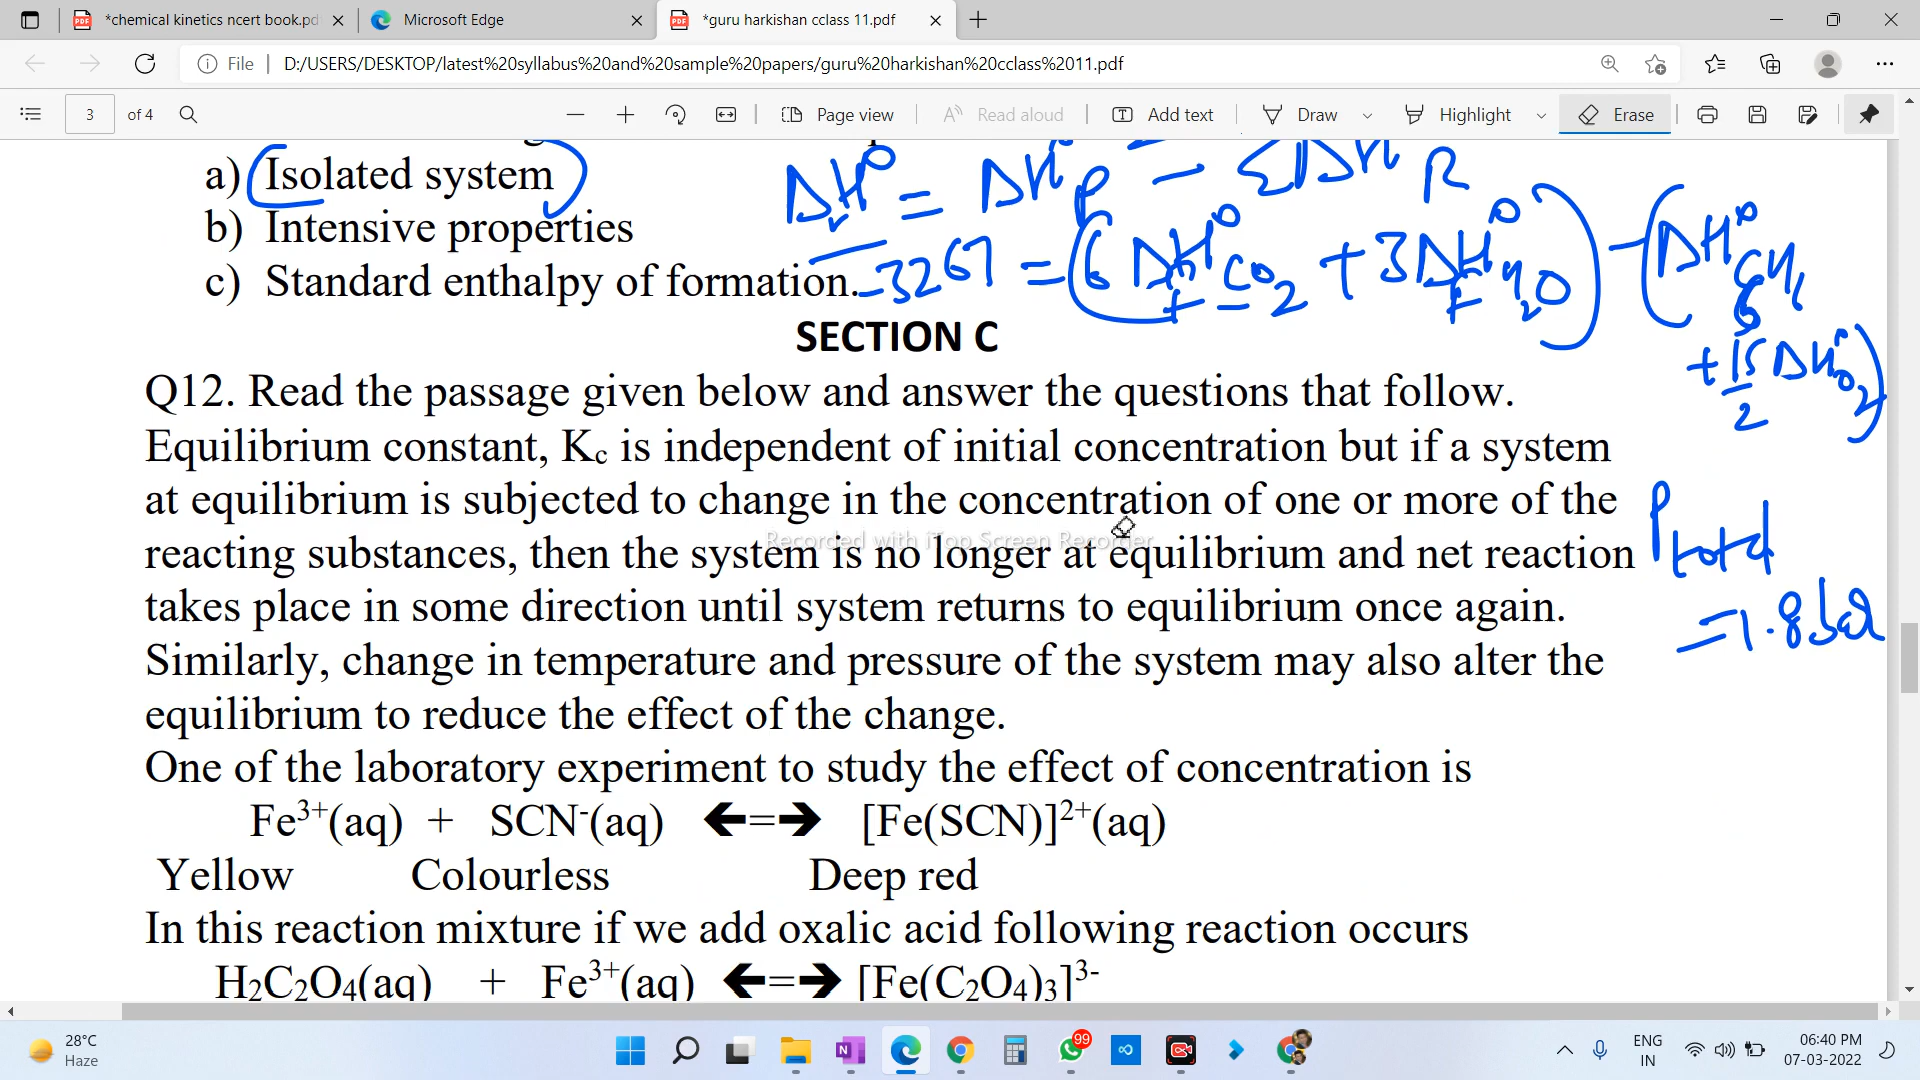 *chemical kinetics ncert book.pd
Microsoft Edge
*guru harkishan cclass 11.pdf
File | D:/USERS/DESKTOP/latest%20syllabus%20and%20sample%20papers/guru%20harkishan%20cclass%2011.pdf
3 of 4
Page view
Read aloud
Add text
Draw
Highlight
Erase
a) Isolated system
b) Intensive properties
c) Standard enthalpy of formation.
ΔH°r = ΔH°P − ΣΔH R
-3267 = (6 ΔH°f CO2 + 3ΔH°f H2O) − (ΔH° C6H6
+ 15/2 ΔH°O2)
SECTION C
Q12. Read the passage given below and answer the questions that follow.
Equilibrium constant, Kc is independent of initial concentration but if a system
at equilibrium is subjected to change in the concentration of one or more of the
reacting substances, then the system is no longer at equilibrium and net reaction
takes place in some direction until system returns to equilibrium once again.
Similarly, change in temperature and pressure of the system may also alter the
equilibrium to reduce the effect of the change.
Ptotal
=1.8bar
Recorded with iTop Screen Recorder
One of the laboratory experiment to study the effect of concentration is
Fe3+(aq) + SCN-(aq) 🡸=🡺 [Fe(SCN)]2+(aq)
Yellow Colourless Deep red
In this reaction mixture if we add oxalic acid following reaction occurs
H2C2O4(aq) + Fe3+(aq) 🡸=🡺 [Fe(C2O4)3]3-
28°C
Haze
99
ENG
IN
06:40 PM
07-03-2022